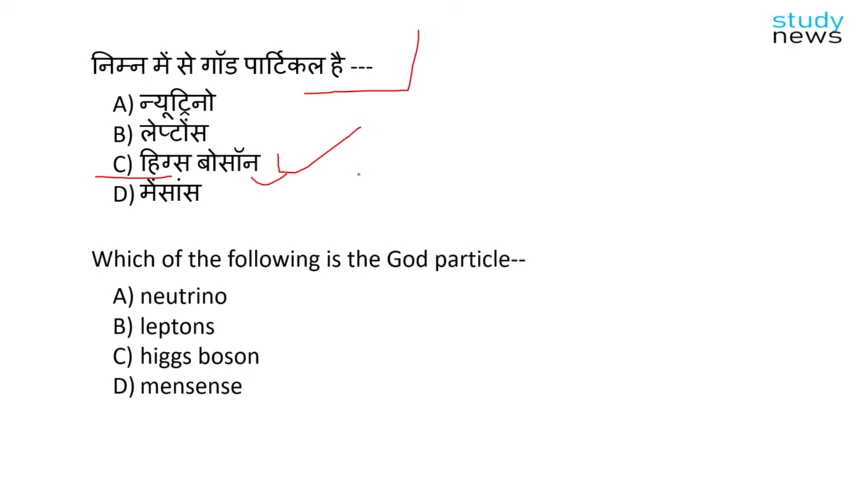 study
news
निम्न में से गॉड पार्टिकल है ---
A) न्यूट्रिनो
B) लेप्टोंस
C) हिग्स बोसॉन
D) मेंसांस
Which of the following is the God particle--
A) neutrino
B) leptons
C) higgs boson
D) mensense